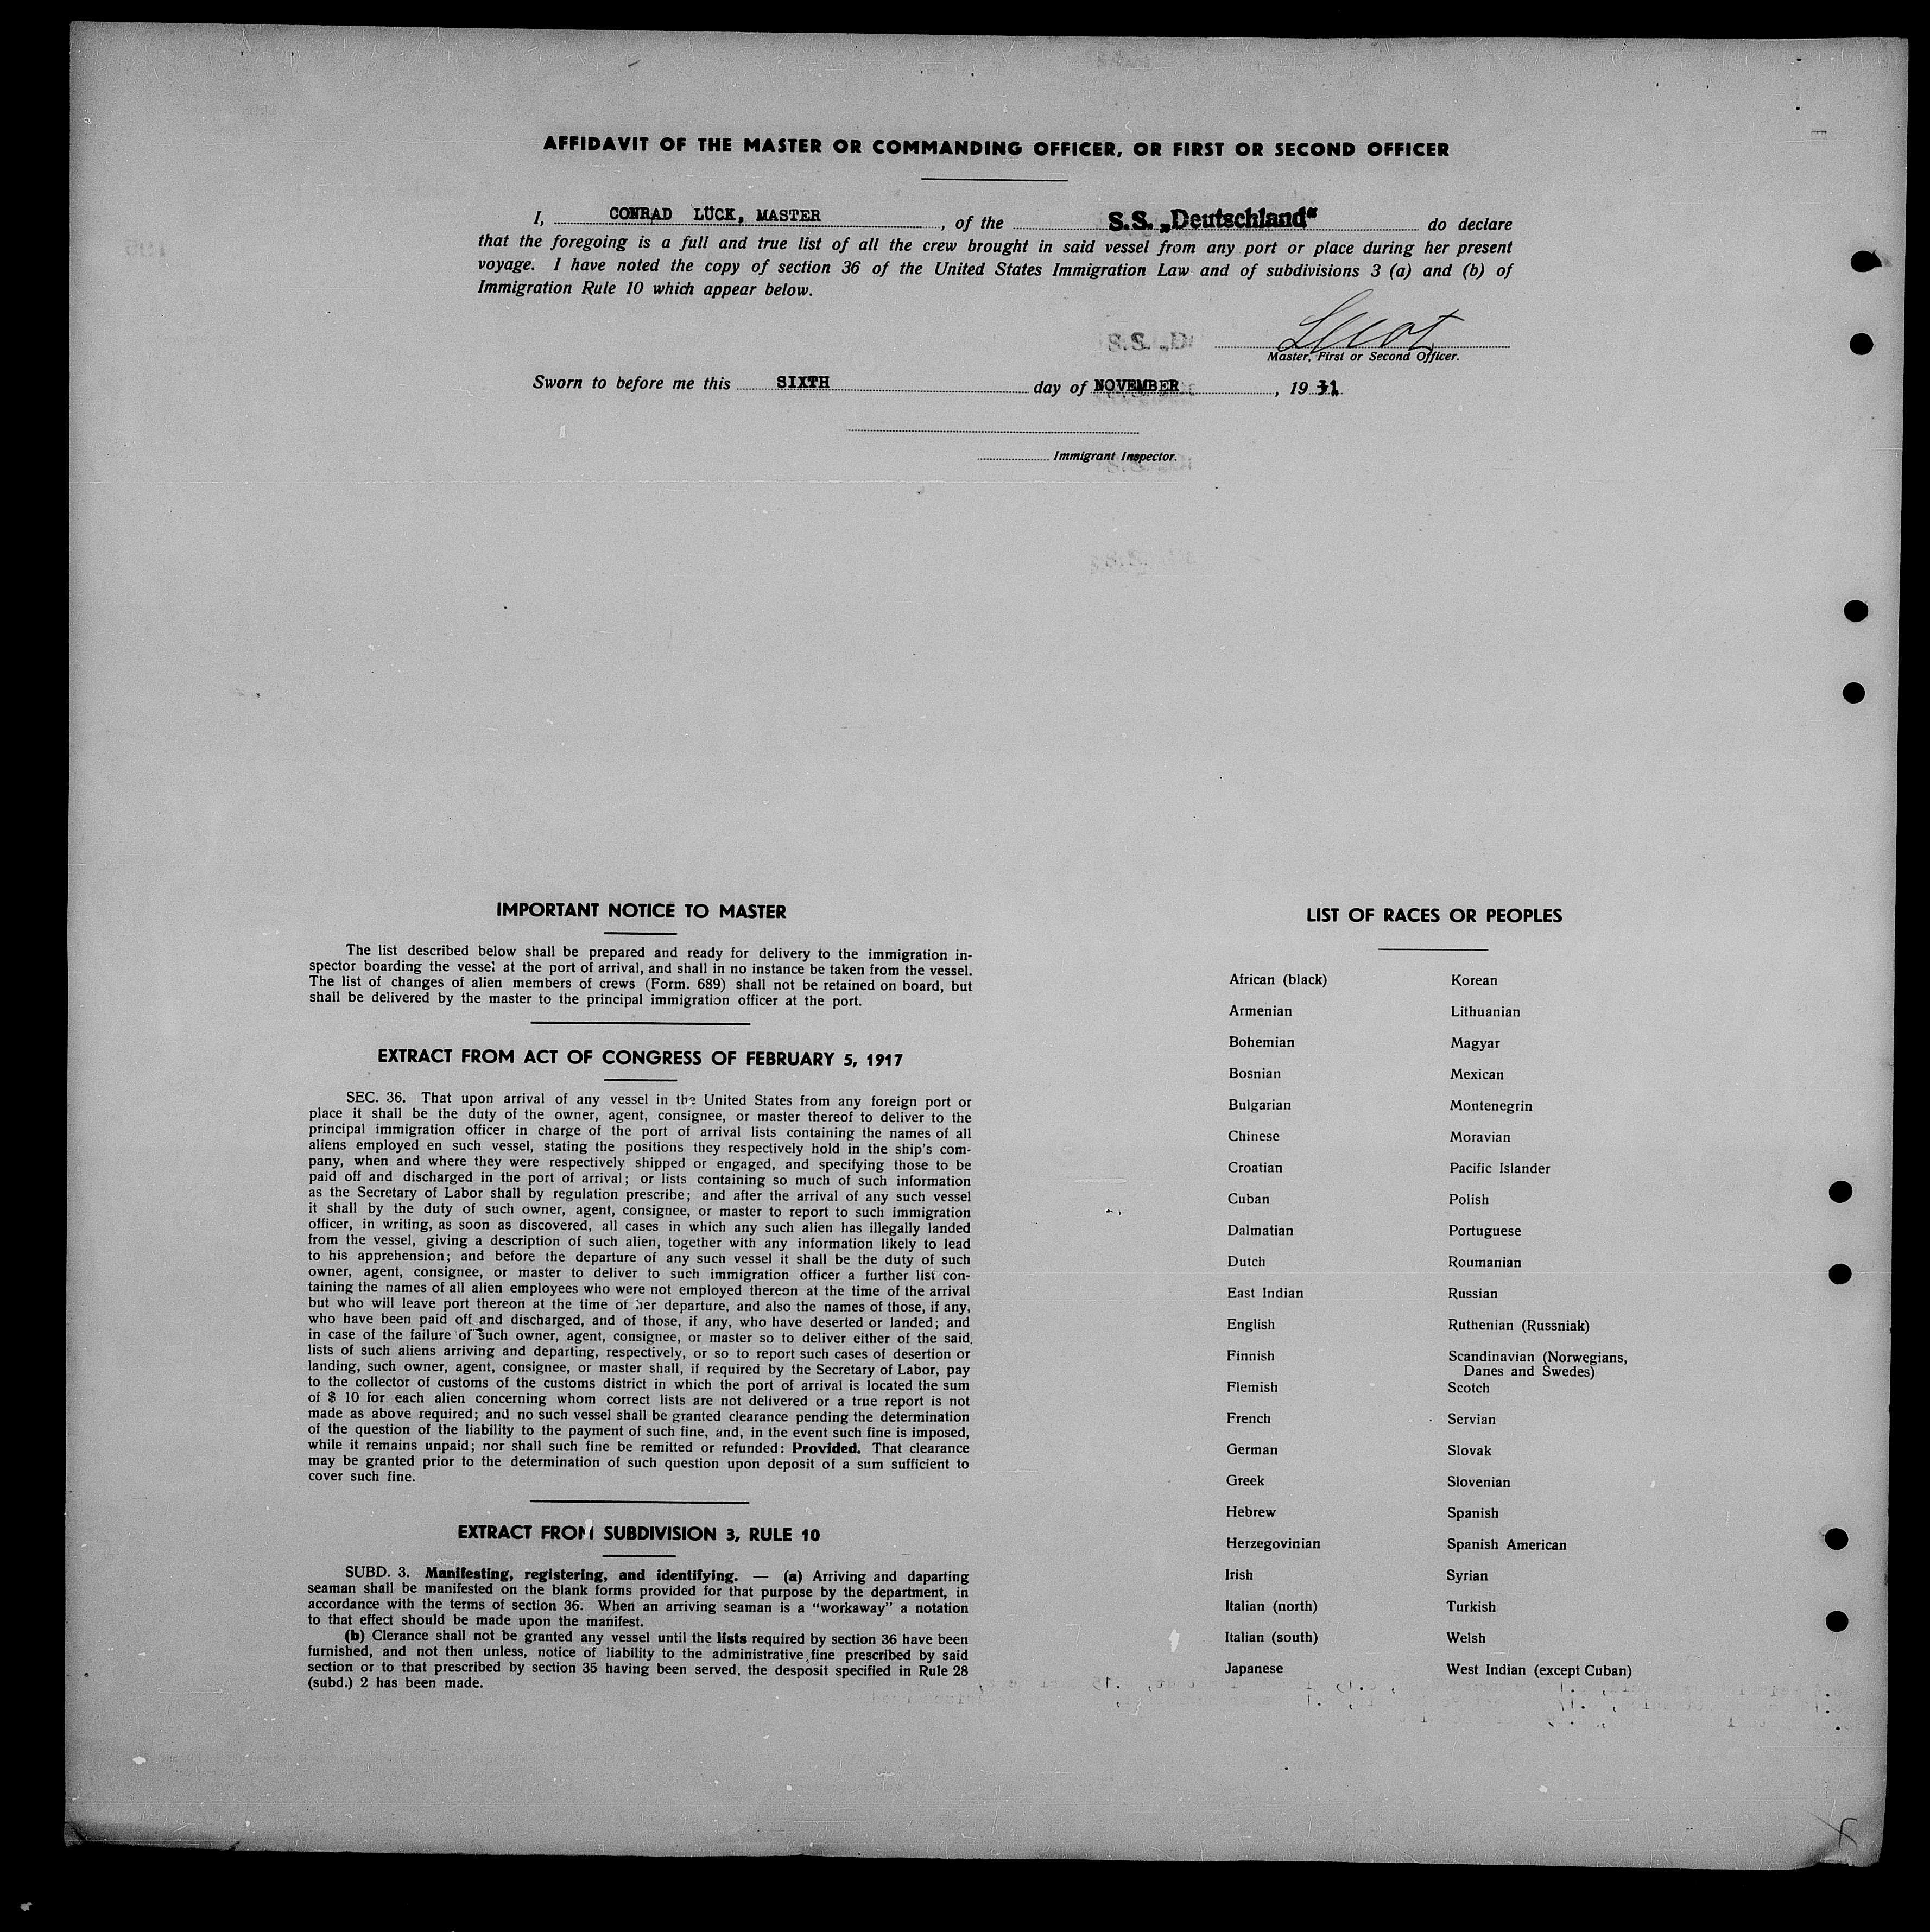 AFFIDAVIT OF THE MASTER OR COMMANDING OFFICER, OR FIRST OR SECOND OFFICER
I, CONRAD LÜCK, MASTER, of the S.S. „Deutschland“ do declare
that the foregoing is a full and true list of all the crew brought in said vessel from any port or place during her present
voyage. I have noted the copy of section 36 of the United States Immigration Law and of subdivisions 3 (a) and (b) of
Immigration Rule 10 which appear below.
S.S. „D
Master, First or Second Officer.
Sworn to before me this SIXTH day of NOVEMBER, 19 31
Immigrant Inspector.
IMPORTANT NOTICE TO MASTER
The list described below shall be prepared and ready for delivery to the immigration in-
spector boarding the vessel at the port of arrival, and shall in no instance be taken from the vessel.
The list of changes of alien members of crews (Form. 689) shall not be retained on board, but
shall be delivered by the master to the principal immigration officer at the port.
EXTRACT FROM ACT OF CONGRESS OF FEBRUARY 5, 1917
SEC. 36. That upon arrival of any vessel in the United States from any foreign port or
place it shall be the duty of the owner, agent, consignee, or master thereof to deliver to the
principal immigration officer in charge of the port of arrival lists containing the names of all
aliens employed en such vessel, stating the positions they respectively hold in the ship's com-
pany, when and where they were respectively shipped or engaged, and specifying those to be
paid off and discharged in the port of arrival; or lists containing so much of such information
as the Secretary of Labor shall by regulation prescribe; and after the arrival of any such vessel
it shall by the duty of such owner, agent, consignee, or master to report to such immigration
officer, in writing, as soon as discovered, all cases in which any such alien has illegally landed
from the vessel, giving a description of such alien, together with any information likely to lead
to his apprehension; and before the departure of any such vessel it shall be the duty of such
owner, agent, consignee, or master to deliver to such immigration officer a further list con-
taining the names of all alien employees who were not employed thereon at the time of the arrival
but who will leave port thereon at the time of her departure, and also the names of those, if any,
who have been paid off and discharged, and of those, if any, who have deserted or landed; and
in case of the failure of such owner, agent, consignee, or master so to deliver either of the said
lists of such aliens arriving and departing, respectively, or so to report such cases of desertion or
landing, such owner, agent, consignee, or master shall, if required by the Secretary of Labor, pay
to the collector of customs of the customs district in which the port of arrival is located the sum
of $ 10 for each alien concerning whom correct lists are not delivered or a true report is not
made as above required; and no such vessel shall be granted clearance pending the determination
of the question of the liability to the payment of such fine, and, in the event such fine is imposed,
while it remains unpaid; nor shall such fine be remitted or refunded: Provided. That clearance
may be granted prior to the determination of such question upon deposit of a sum sufficient to
cover such fine.
EXTRACT FROM SUBDIVISION 3, RULE 10
SUBD. 3. Manifesting, registering, and identifying. — (a) Arriving and daparting
seaman shall be manifested on the blank forms provided for that purpose by the department, in
accordance with the terms of section 36. When an arriving seaman is a “workaway” a notation
to that effect should be made upon the manifest.
(b) Clerance shall not be granted any vessel until the lists required by section 36 have been
furnished, and not then unless, notice of liability to the administrative fine prescribed by said
section or to that prescribed by section 35 having been served, the desposit specified in Rule 28
(subd.) 2 has been made.
LIST OF RACES OR PEOPLES
African (black)
Armenian
Bohemian
Bosnian
Bulgarian
Chinese
Croatian
Cuban
Dalmatian
Dutch
East Indian
English
Finnish
Flemish
French
German
Greek
Hebrew
Herzegovinian
Irish
Italian (north)
Italian (south)
Japanese
Korean
Lithuanian
Magyar
Mexican
Montenegrin
Moravian
Pacific Islander
Polish
Portuguese
Roumanian
Russian
Ruthenian (Russniak)
Scandinavian (Norwegians,
Danes and Swedes)
Scotch
Servian
Slovak
Slovenian
Spanish
Spanish American
Syrian
Turkish
Welsh
West Indian (except Cuban)